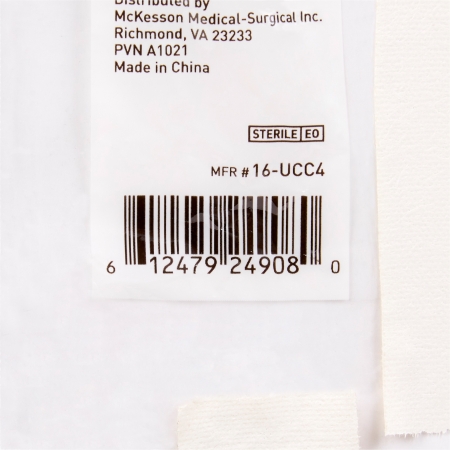 Distributed by
McKesson Medical-Surgical Inc.
Richmond, VA 23233
PVN A1021
Made in China
STERILE EO
MFR # 16-UCC4
6 12479 24908 0